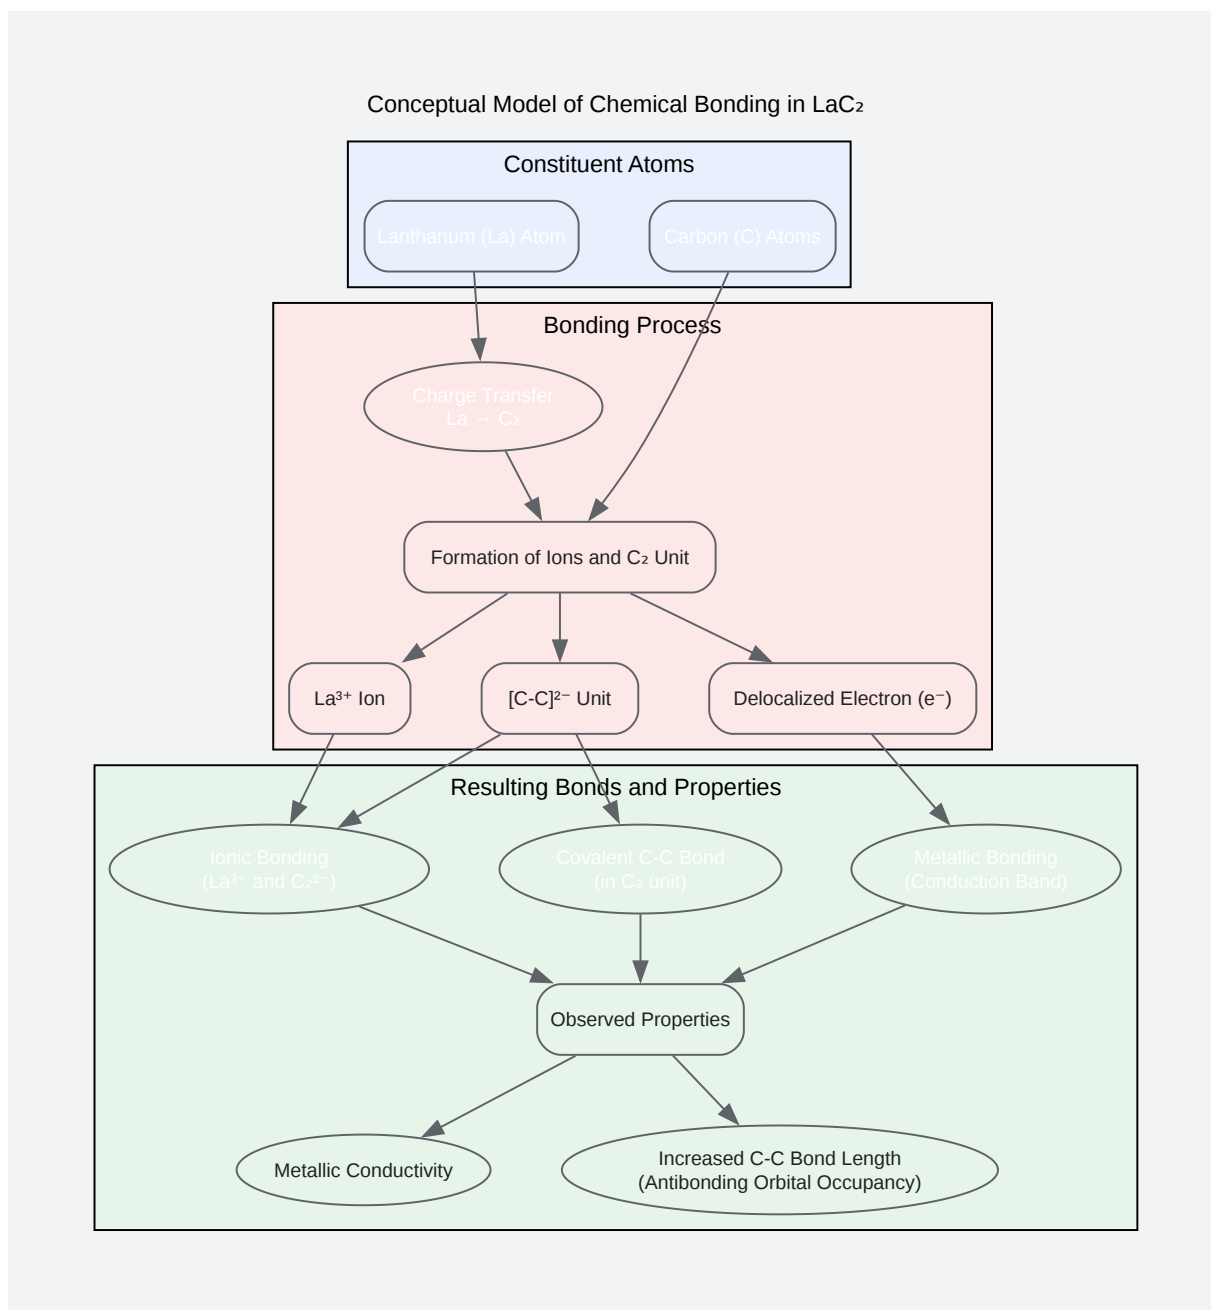 Conceptual Model of Chemical Bonding in LaC₂
Constituent Atoms
Lanthanum (La) Atom
Carbon (C) Atoms
Bonding Process
Charge Transfer
La → C₂
Formation of Ions and C₂ Unit
La³⁺ Ion
[C-C]²⁻ Unit
Delocalized Electron (e⁻)
Resulting Bonds and Properties
Ionic Bonding
(La³⁺ and C₂²⁻)
Covalent C-C Bond
(in C₂ unit)
Metallic Bonding
(Conduction Band)
Observed Properties
Metallic Conductivity
Increased C-C Bond Length
(Antibonding Orbital Occupancy)